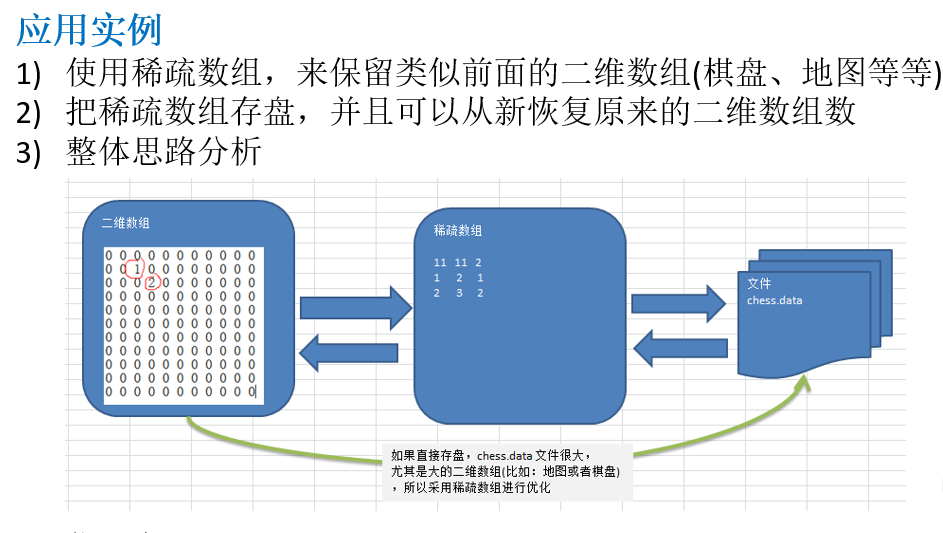 应用实例
1) 使用稀疏数组，来保留类似前面的二维数组(棋盘、地图等等)
2) 把稀疏数组存盘，并且可以从新恢复原来的二维数组数
3) 整体思路分析
二维数组
0 0 0 0 0 0 0 0 0 0 0
0 0 1 0 0 0 0 0 0 0 0
0 0 0 2 0 0 0 0 0 0 0
0 0 0 0 0 0 0 0 0 0 0
0 0 0 0 0 0 0 0 0 0 0
0 0 0 0 0 0 0 0 0 0 0
0 0 0 0 0 0 0 0 0 0 0
0 0 0 0 0 0 0 0 0 0 0
0 0 0 0 0 0 0 0 0 0 0
0 0 0 0 0 0 0 0 0 0 0
0 0 0 0 0 0 0 0 0 0 0
稀疏数组
11 11 2
1 2 1
2 3 2
文件
chess.data
如果直接存盘，chess.data 文件很大，
尤其是大的二维数组(比如：地图或者棋盘)
，所以采用稀疏数组进行优化